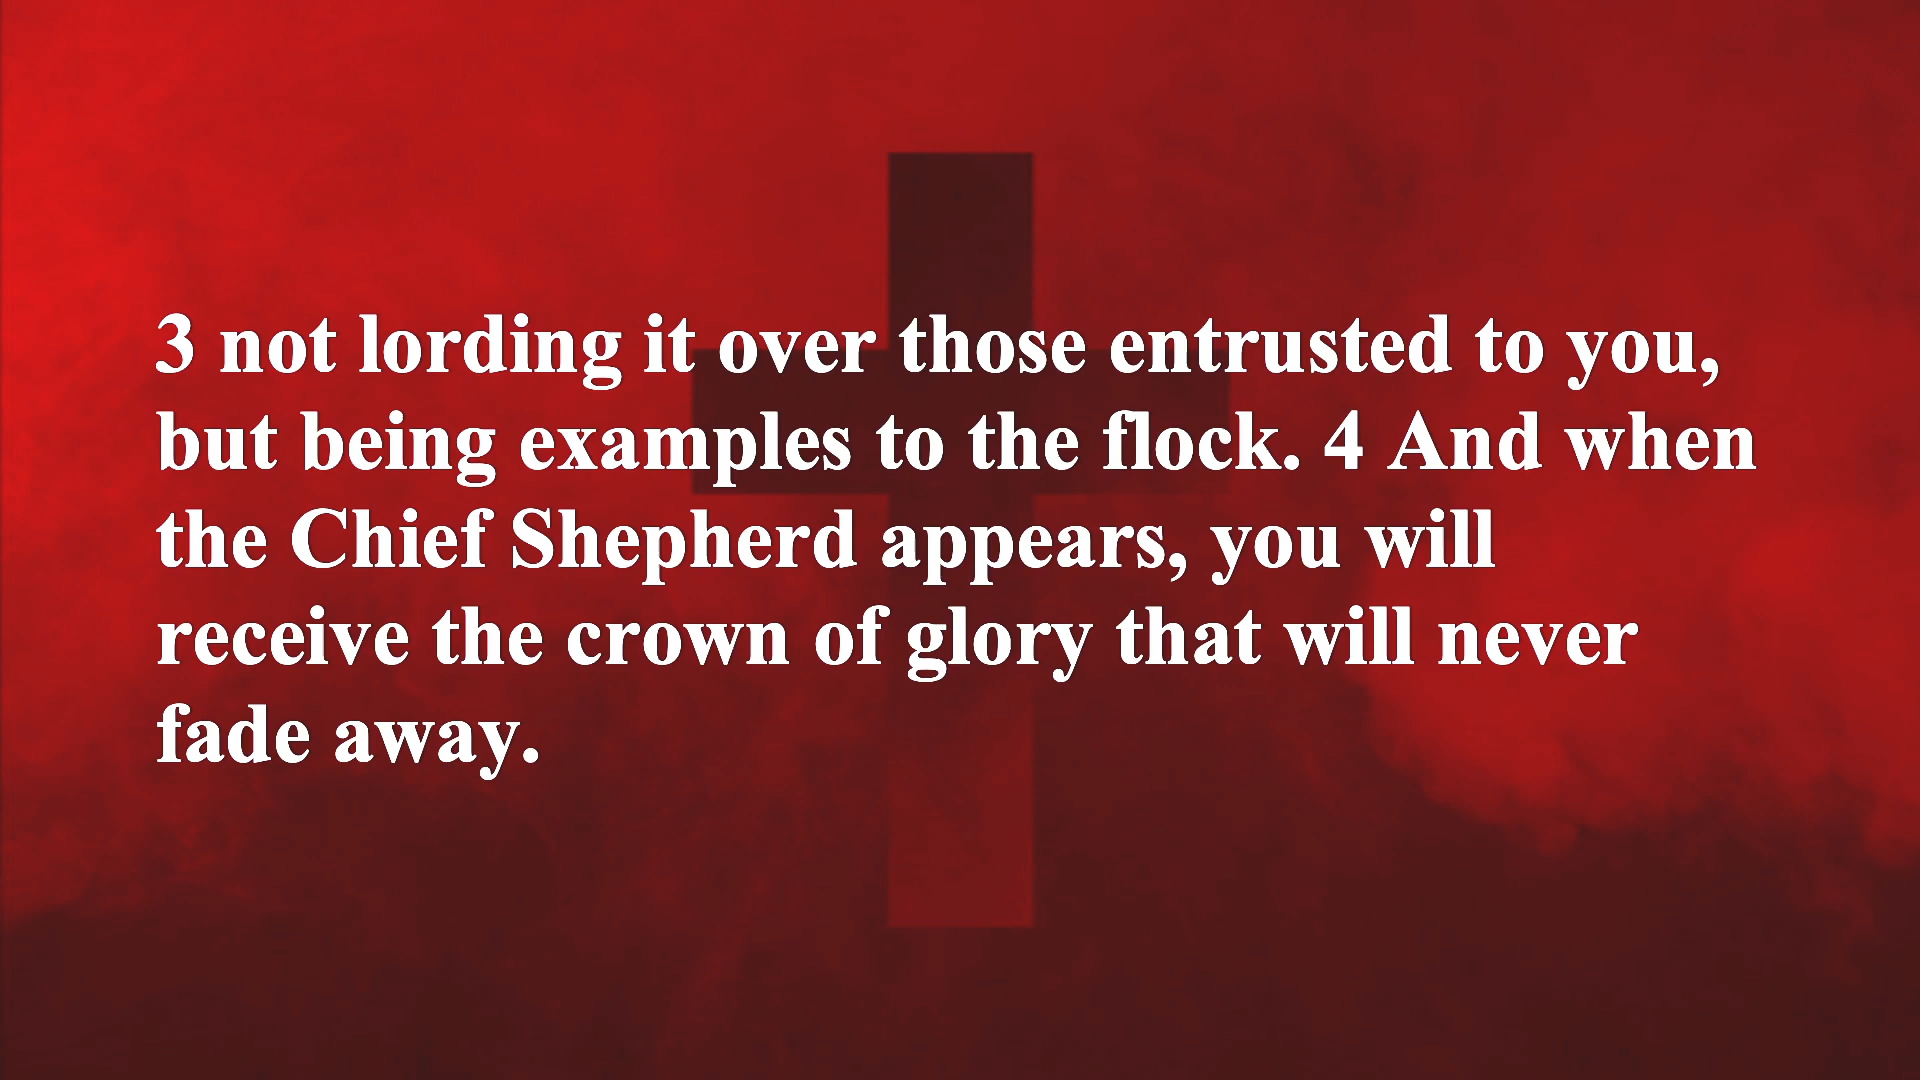 3 not lording it over those entrusted to you,
but being examples to the flock. 4 And when
the Chief Shepherd appears, you will
receive the crown of glory that will never
fade away.